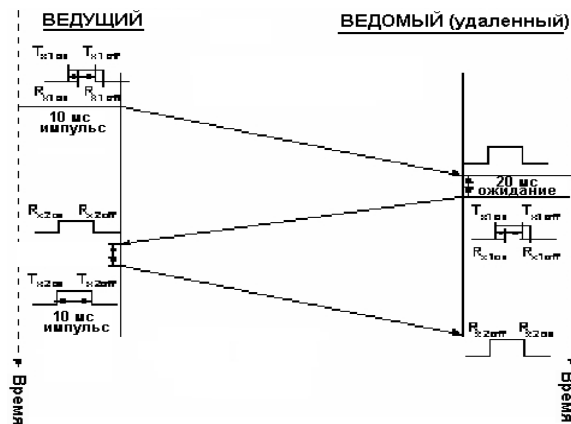 ВЕДУЩИЙ
ВЕДОМЫЙ (удаленный)
Tx1on Tx1off
Rx1on Rx1off
10 мс
импульс
20 мс
ожидание
Rx2on Rx2off
Tx1on Tx1off
Rx1on Rx1off
Tx2on Tx2off
10 мс
импульс
Rx2off Rx2on
Время
Время